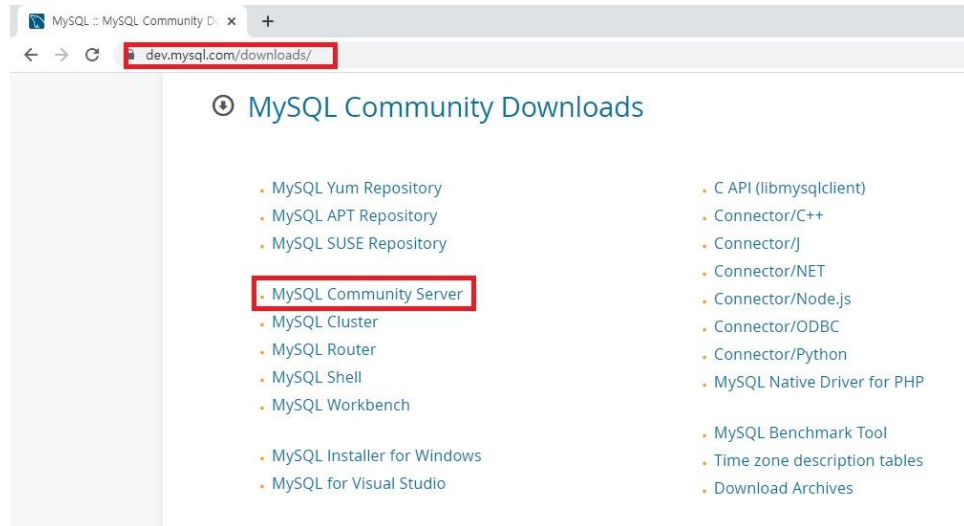 MySQL :: MySQL Community D
dev.mysql.com/downloads/
MySQL Community Downloads
MySQL Yum Repository
MySQL APT Repository
MySQL SUSE Repository
MySQL Community Server
MySQL Cluster
MySQL Router
MySQL Shell
MySQL Workbench
MySQL Installer for Windows
MySQL for Visual Studio
C API (libmysqlclient)
Connector/C++
Connector/J
Connector/NET
Connector/Node.js
Connector/ODBC
Connector/Python
MySQL Native Driver for PHP
MySQL Benchmark Tool
Time zone description tables
Download Archives